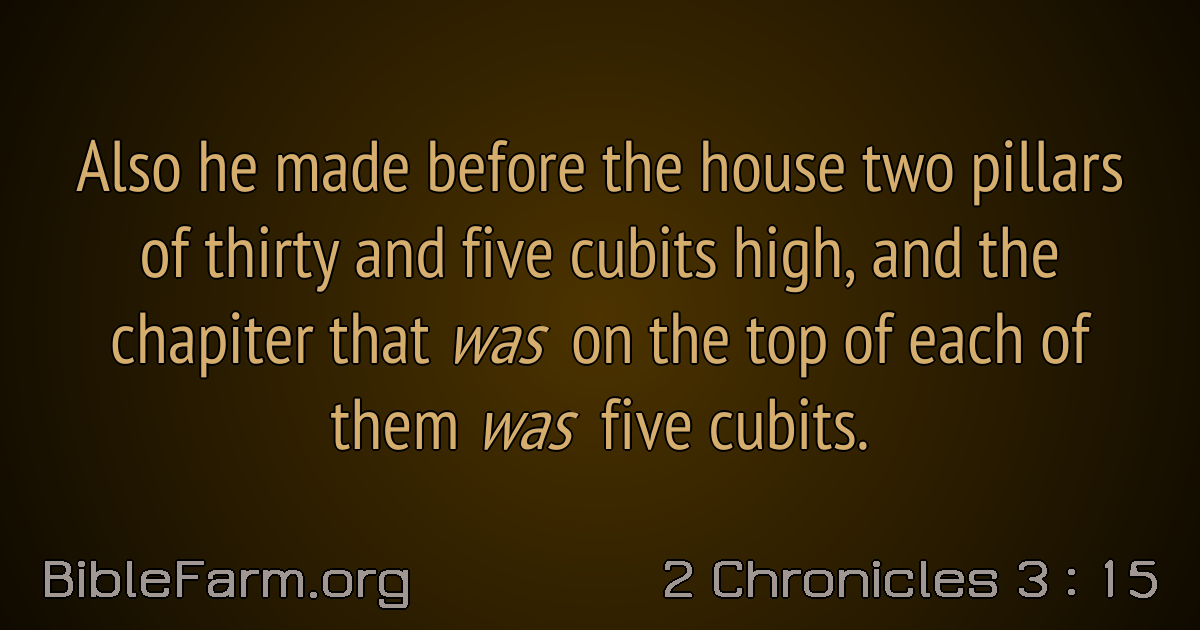 Also he made before the house two pillars
of thirty and five cubits high, and the
chapiter that was on the top of each of
them was five cubits.
BibleFarm.org
2 Chronicles 3 : 15